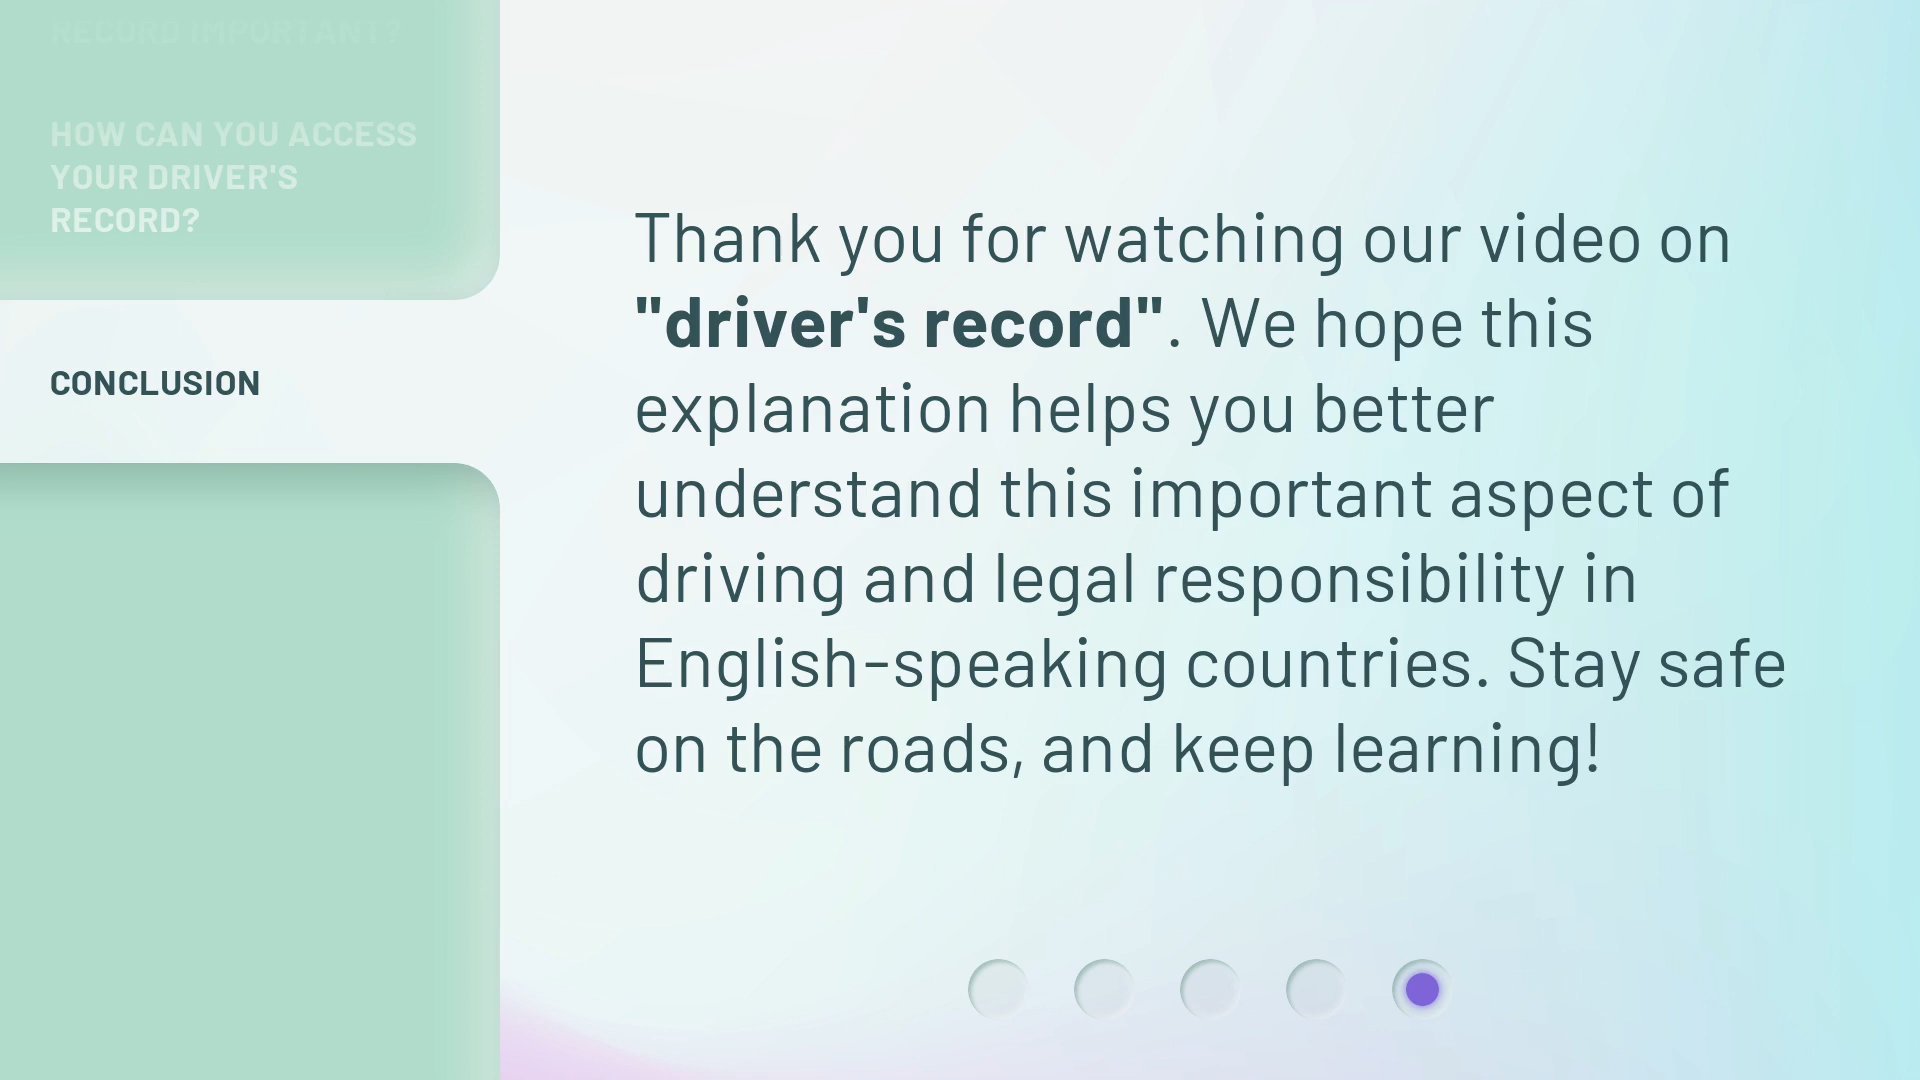 RECORD IMPORTANT?
HOW CAN YOU ACCESS
YOUR DRIVER'S
RECORD?
CONCLUSION
Thank you for watching our video on
"driver's record". We hope this
explanation helps you better
understand this important aspect of
driving and legal responsibility in
English-speaking countries. Stay safe
on the roads, and keep learning!